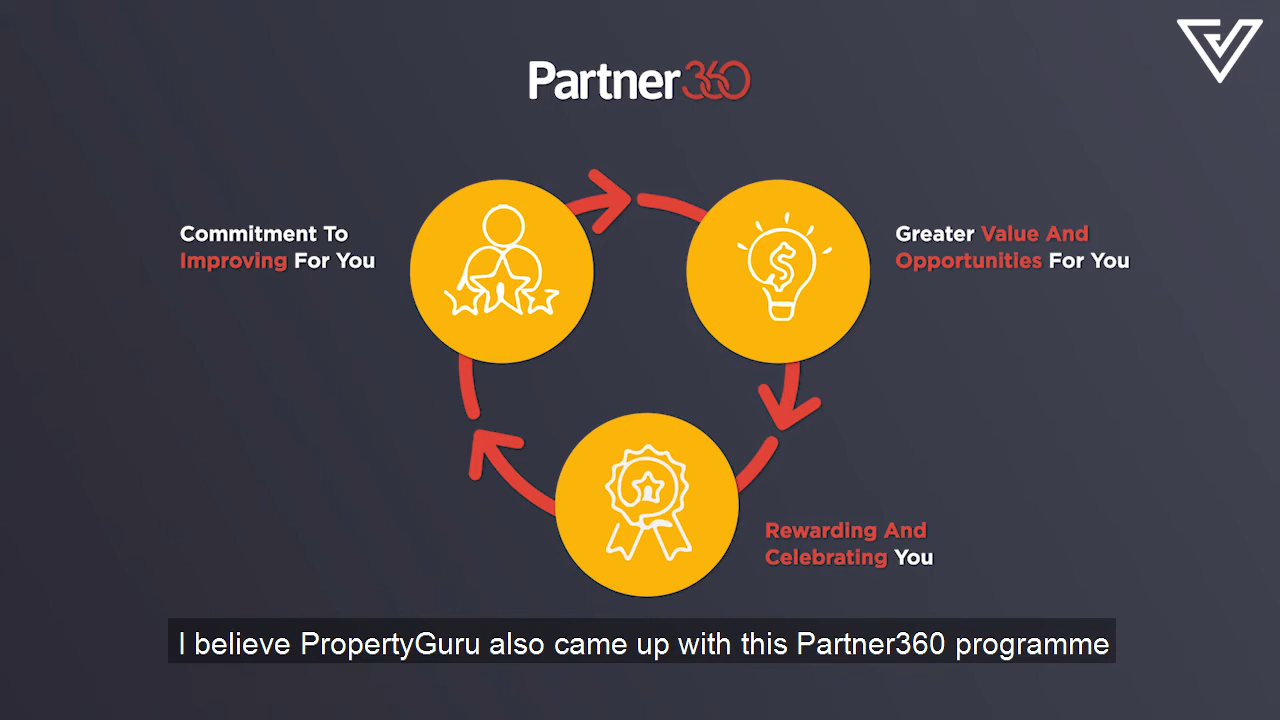 Partner360
Commitment To
Improving For You
Greater Value And
Opportunities For You
Rewarding And
Celebrating You
I believe PropertyGuru also came up with this Partner360 programme